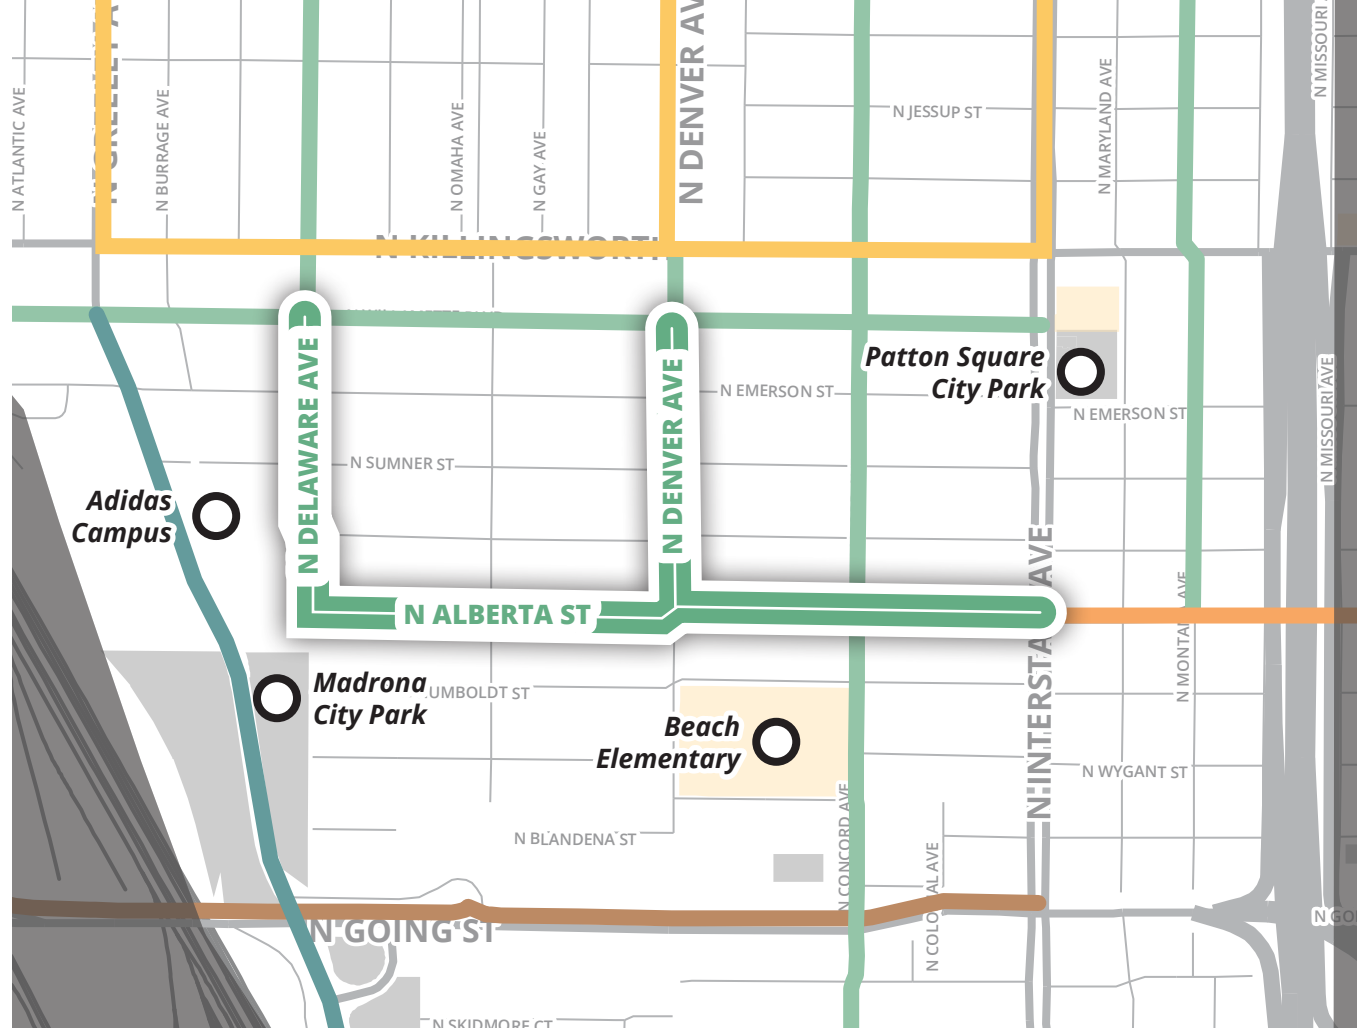 N MISSOURI
N DENVER AV
N ATLANTIC AVE
N BURRAGE AVE
N OMAHA AVE
N GAY AVE
N JESSUP ST
N MARYLAND AVE
N KILLINGSWORTH
N DELAWARE AVE
N DENVER AVE
Patton Square
City Park
N EMERSON ST
N EMERSON ST
N MISSOURI AVE
N SUMNER ST
Adidas
Campus
N ALBERTA ST
N INTERSTATE AVE
N MONTANA AVE
Madrona
City Park
UMBOLDT ST
Beach
Elementary
N WYGANT ST
N BLANDENA ST
N CONCORD AVE
N COLONIAL AVE
N GOING ST
N GO
N SKIDMORE CT